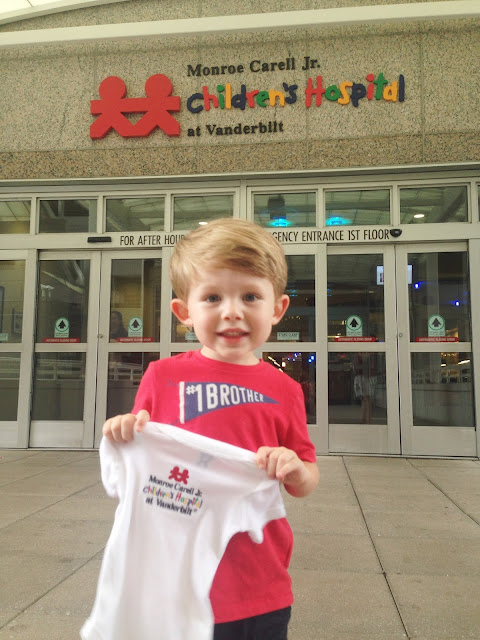 Monroe Carell Jr.
Children's Hospital
at Vanderbilt
FOR AFTER HOU
GENCY ENTRANCE 1ST FLOOR
#1 BROTHER
Monroe Carell Jr.
Children's Hospital
at Vanderbilt